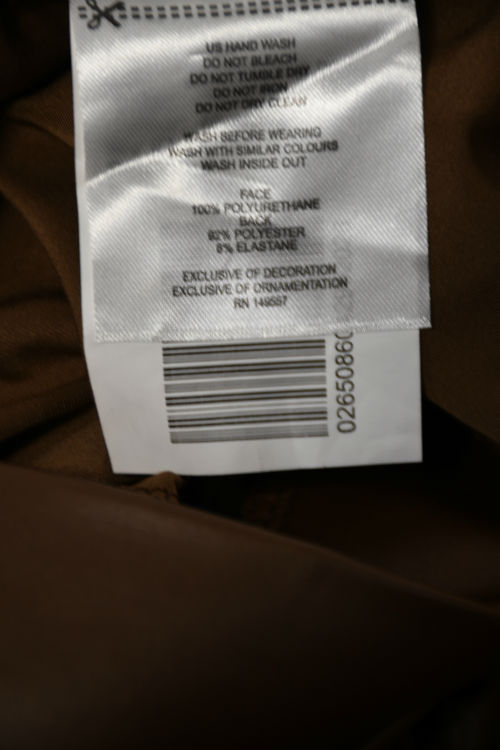 US HAND WASH
DO NOT BLEACH
DO NOT TUMBLE DRY
DO NOT IRON
DO NOT DRY CLEAN
WASH BEFORE WEARING
WASH WITH SIMILAR COLOURS
WASH INSIDE OUT
FACE
100% POLYURETHANE
BACK
92% POLYESTER
8% ELASTANE
EXCLUSIVE OF DECORATION
EXCLUSIVE OF ORNAMENTATION
RN 149557
02650860